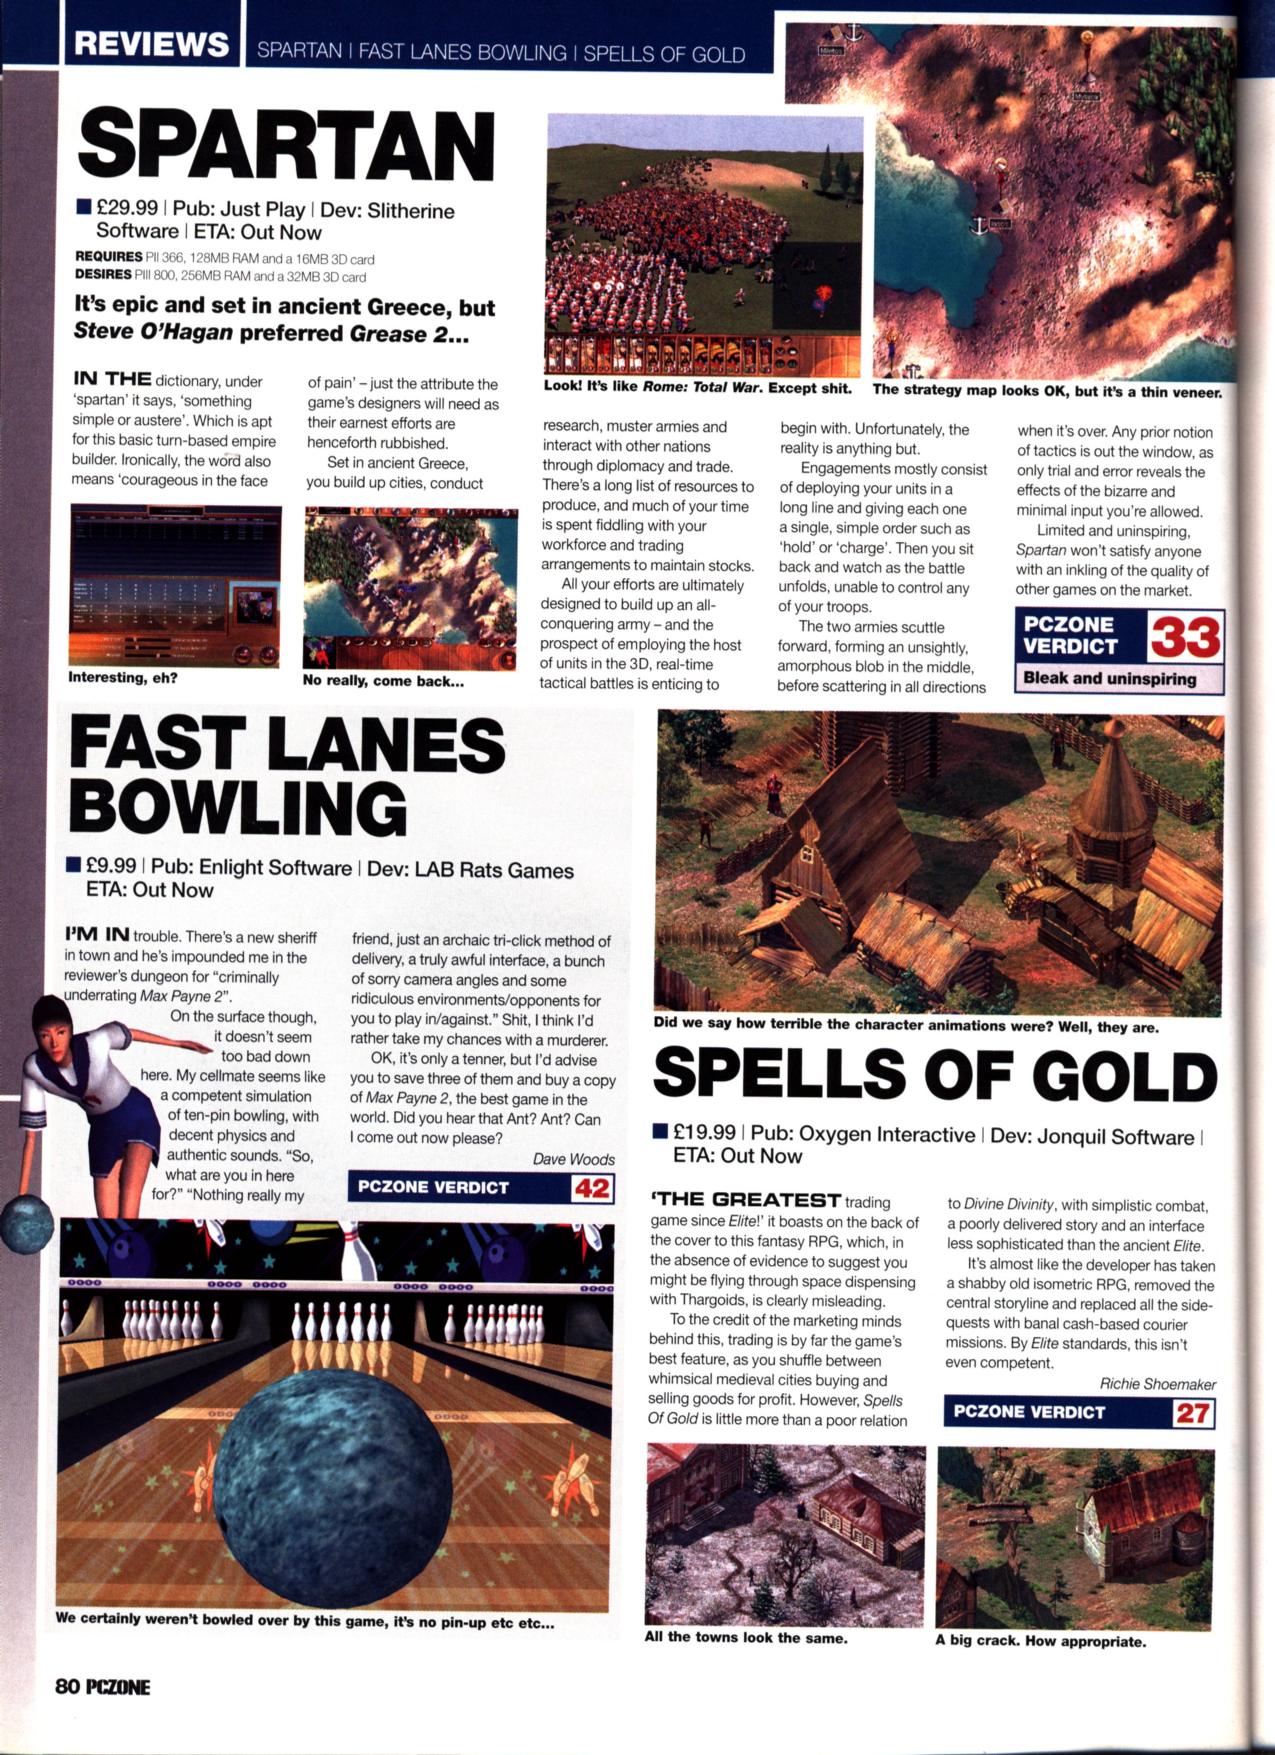 REVIEWS
SPARTAN | FAST LANES BOWLING | SPELLS OF GOLD
SPARTAN
£29.99 | Pub: Just Play | Dev: Slitherine
Software | ETA: Out Now
REQUIRES PII 366, 128MB RAM and a 16MB 3D card
DESIRES PIII 800, 256MB RAM and a 32MB 3D card
It's epic and set in ancient Greece, but
Steve O'Hagan preferred Grease 2...
IN THE dictionary, under
'spartan' it says, 'something
simple or austere'. Which is apt
for this basic turn-based empire
builder. Ironically, the word also
means 'courageous in the face
of pain' – just the attribute the
game's designers will need as
their earnest efforts are
henceforth rubbished.
Set in ancient Greece,
you build up cities, conduct
Interesting, eh?
No really, come back...
Look! It's like Rome: Total War. Except shit.
Miletos
The strategy map looks OK, but it's a thin veneer.
research, muster armies and
interact with other nations
through diplomacy and trade.
There's a long list of resources to
produce, and much of your time
is spent fiddling with your
workforce and trading
arrangements to maintain stocks.
All your efforts are ultimately
designed to build up an all-
conquering army – and the
prospect of employing the host
of units in the 3D, real-time
tactical battles is enticing to
begin with. Unfortunately, the
reality is anything but.
Engagements mostly consist
of deploying your units in a
long line and giving each one
a single, simple order such as
'hold' or 'charge'. Then you sit
back and watch as the battle
unfolds, unable to control any
of your troops.
The two armies scuttle
forward, forming an unsightly,
amorphous blob in the middle,
before scattering in all directions
when it's over. Any prior notion
of tactics is out the window, as
only trial and error reveals the
effects of the bizarre and
minimal input you're allowed.
Limited and uninspiring,
Spartan won't satisfy anyone
with an inkling of the quality of
other games on the market.
PCZONE
VERDICT
33
Bleak and uninspiring
FAST LANES
BOWLING
£9.99 | Pub: Enlight Software | Dev: LAB Rats Games
ETA: Out Now
I'M IN trouble. There's a new sheriff
in town and he's impounded me in the
reviewer's dungeon for "criminally
underrating Max Payne 2".
On the surface though,
it doesn't seem
too bad down
here. My cellmate seems like
a competent simulation
of ten-pin bowling, with
decent physics and
authentic sounds. "So,
what are you in here
for?" "Nothing really my
friend, just an archaic tri-click method of
delivery, a truly awful interface, a bunch
of sorry camera angles and some
ridiculous environments/opponents for
you to play in/against." Shit, I think I'd
rather take my chances with a murderer.
OK, it's only a tenner, but I'd advise
you to save three of them and buy a copy
of Max Payne 2, the best game in the
world. Did you hear that Ant? Ant? Can
I come out now please?
Dave Woods
PCZONE VERDICT 42
We certainly weren't bowled over by this game, it's no pin-up etc etc...
Did we say how terrible the character animations were? Well, they are.
SPELLS OF GOLD
£19.99 | Pub: Oxygen Interactive | Dev: Jonquil Software |
ETA: Out Now
'THE GREATEST trading
game since Elite!' it boasts on the back of
the cover to this fantasy RPG, which, in
the absence of evidence to suggest you
might be flying through space dispensing
with Thargoids, is clearly misleading.
To the credit of the marketing minds
behind this, trading is by far the game's
best feature, as you shuffle between
whimsical medieval cities buying and
selling goods for profit. However, Spells
Of Gold is little more than a poor relation
to Divine Divinity, with simplistic combat,
a poorly delivered story and an interface
less sophisticated than the ancient Elite.
It's almost like the developer has taken
a shabby old isometric RPG, removed the
central storyline and replaced all the side-
quests with banal cash-based courier
missions. By Elite standards, this isn't
even competent.
Richie Shoemaker
PCZONE VERDICT 27
All the towns look the same.
A big crack. How appropriate.
80 PCZONE